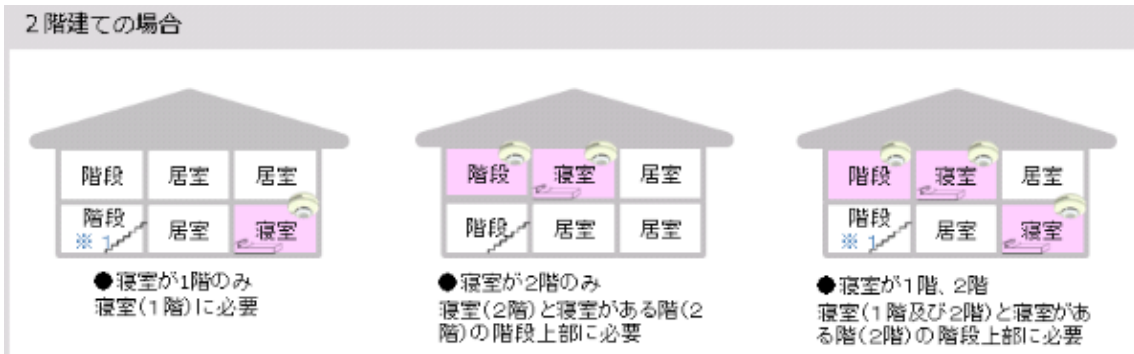 2階建ての場合
階段 居室 居室
階段 ※1 居室 寝室
●寝室が1階のみ
寝室(1階)に必要
階段 寝室 居室
階段 居室 居室
●寝室が2階のみ
寝室(2階)と寝室がある階(2
階)の階段上部に必要
階段 寝室 居室
階段 ※1 居室 寝室
●寝室が1階、2階
寝室(1階及び2階)と寝室があ
る階(2階)の階段上部に必要